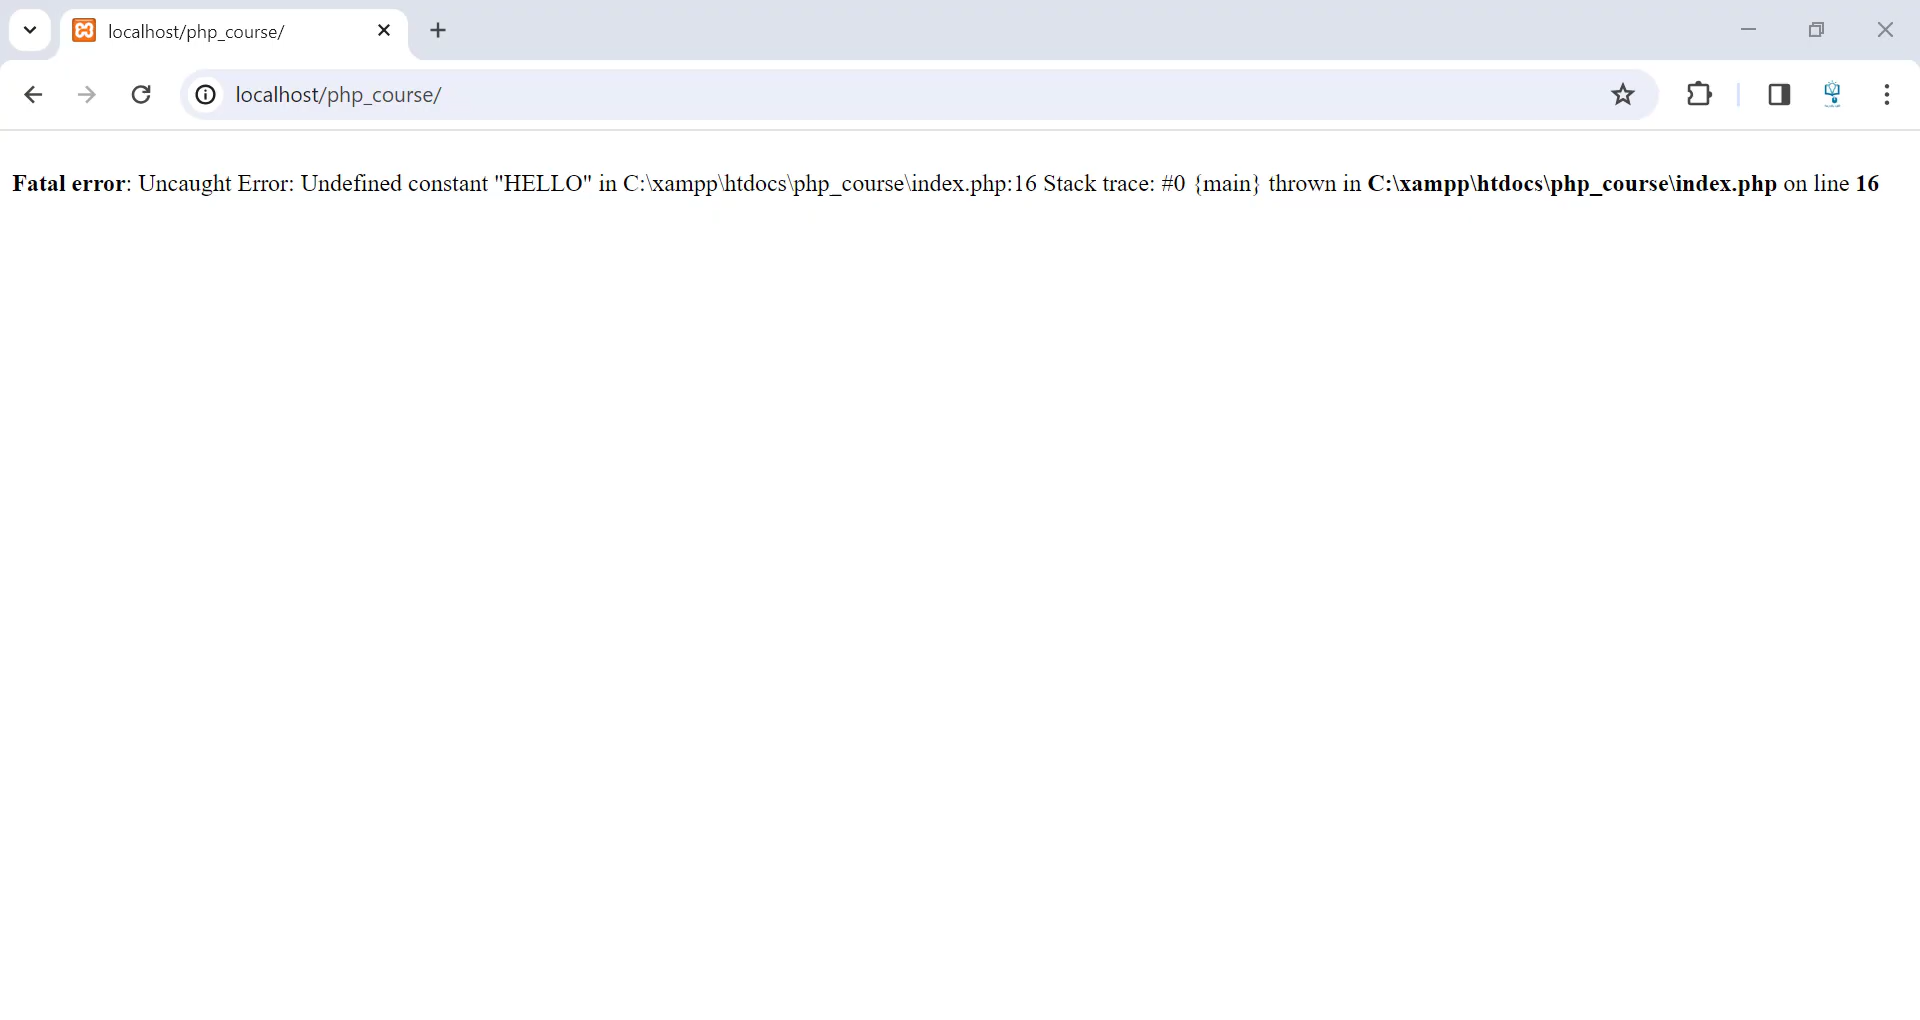 localhost/php_course/
localhost/php_course/
Fatal error: Uncaught Error: Undefined constant "HELLO" in C:\xampp\htdocs\php_course\index.php:16 Stack trace: #0 {main} thrown in C:\xampp\htdocs\php_course\index.php on line 16